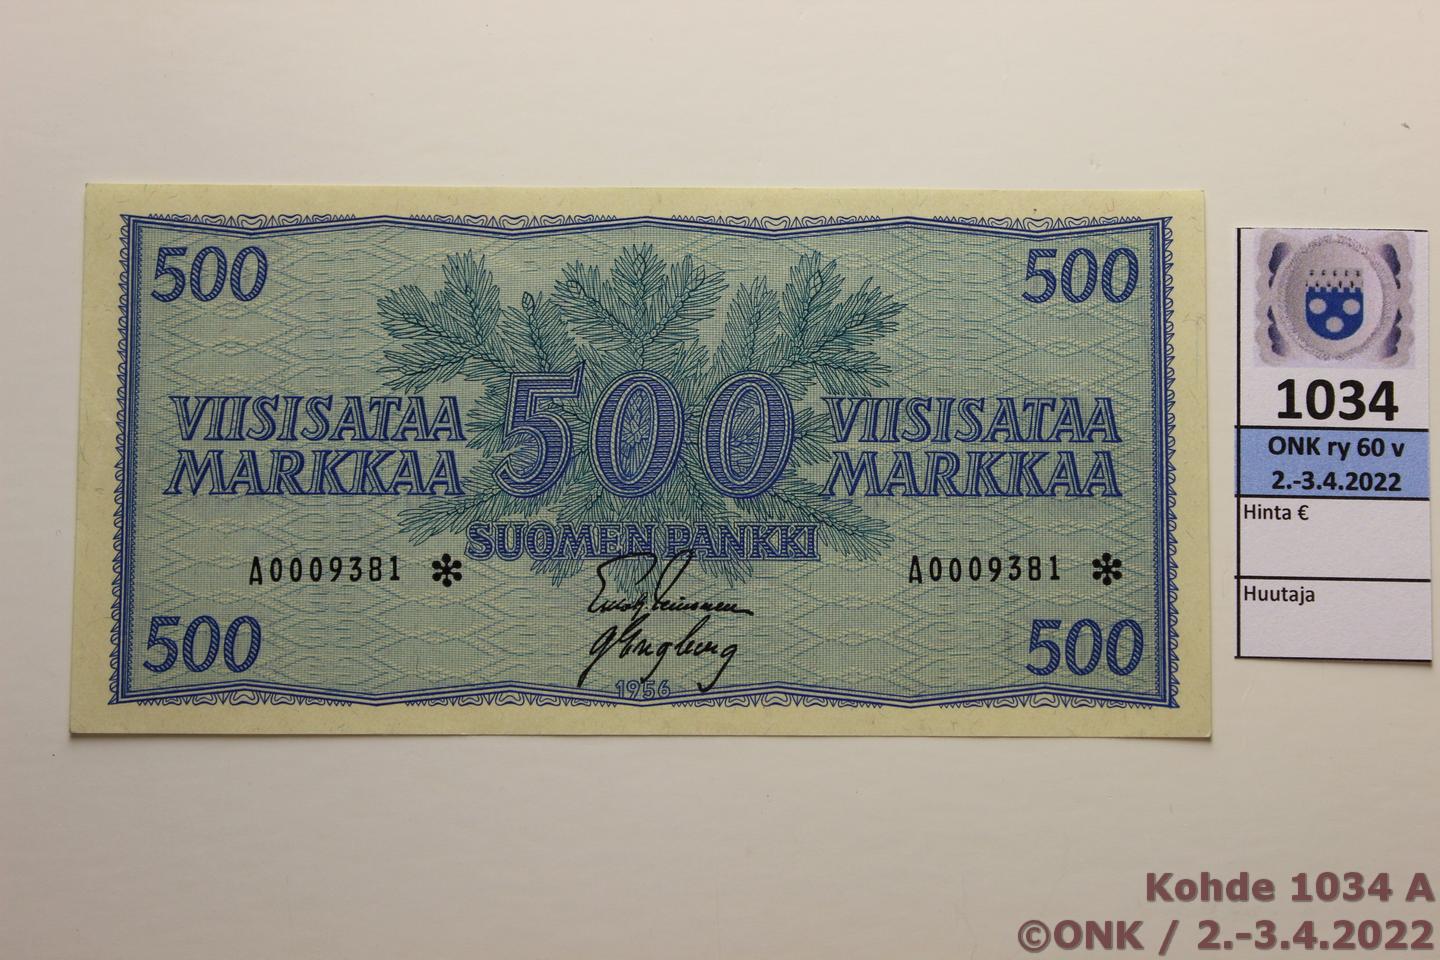 500 500
VIISISATAA 500 VIISISATAA
MARKKAA MARKKAA
SUOMEN PANKKI
A0009381 * A0009381 *
500 500
Engberg
1956
1034
ONK ry 60 v
2.-3.4.2022
Hinta €
Huutaja
Kohde 1034 A
©ONK / 2.-3.4.2022